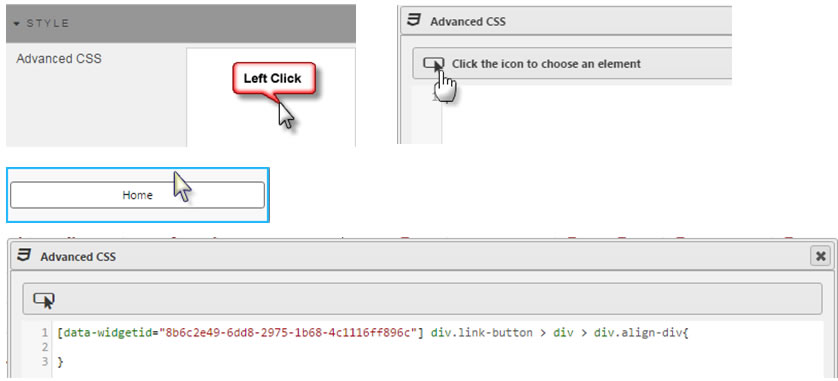 STYLE
Advanced CSS
Left Click
Advanced CSS
Click the icon to choose an element
1
Home
Advanced CSS
1 [data-widgetid="8b6c2e49-6dd8-2975-1b68-4c1116ff896c"] div.link-button > div > div.align-div{
2
3 }